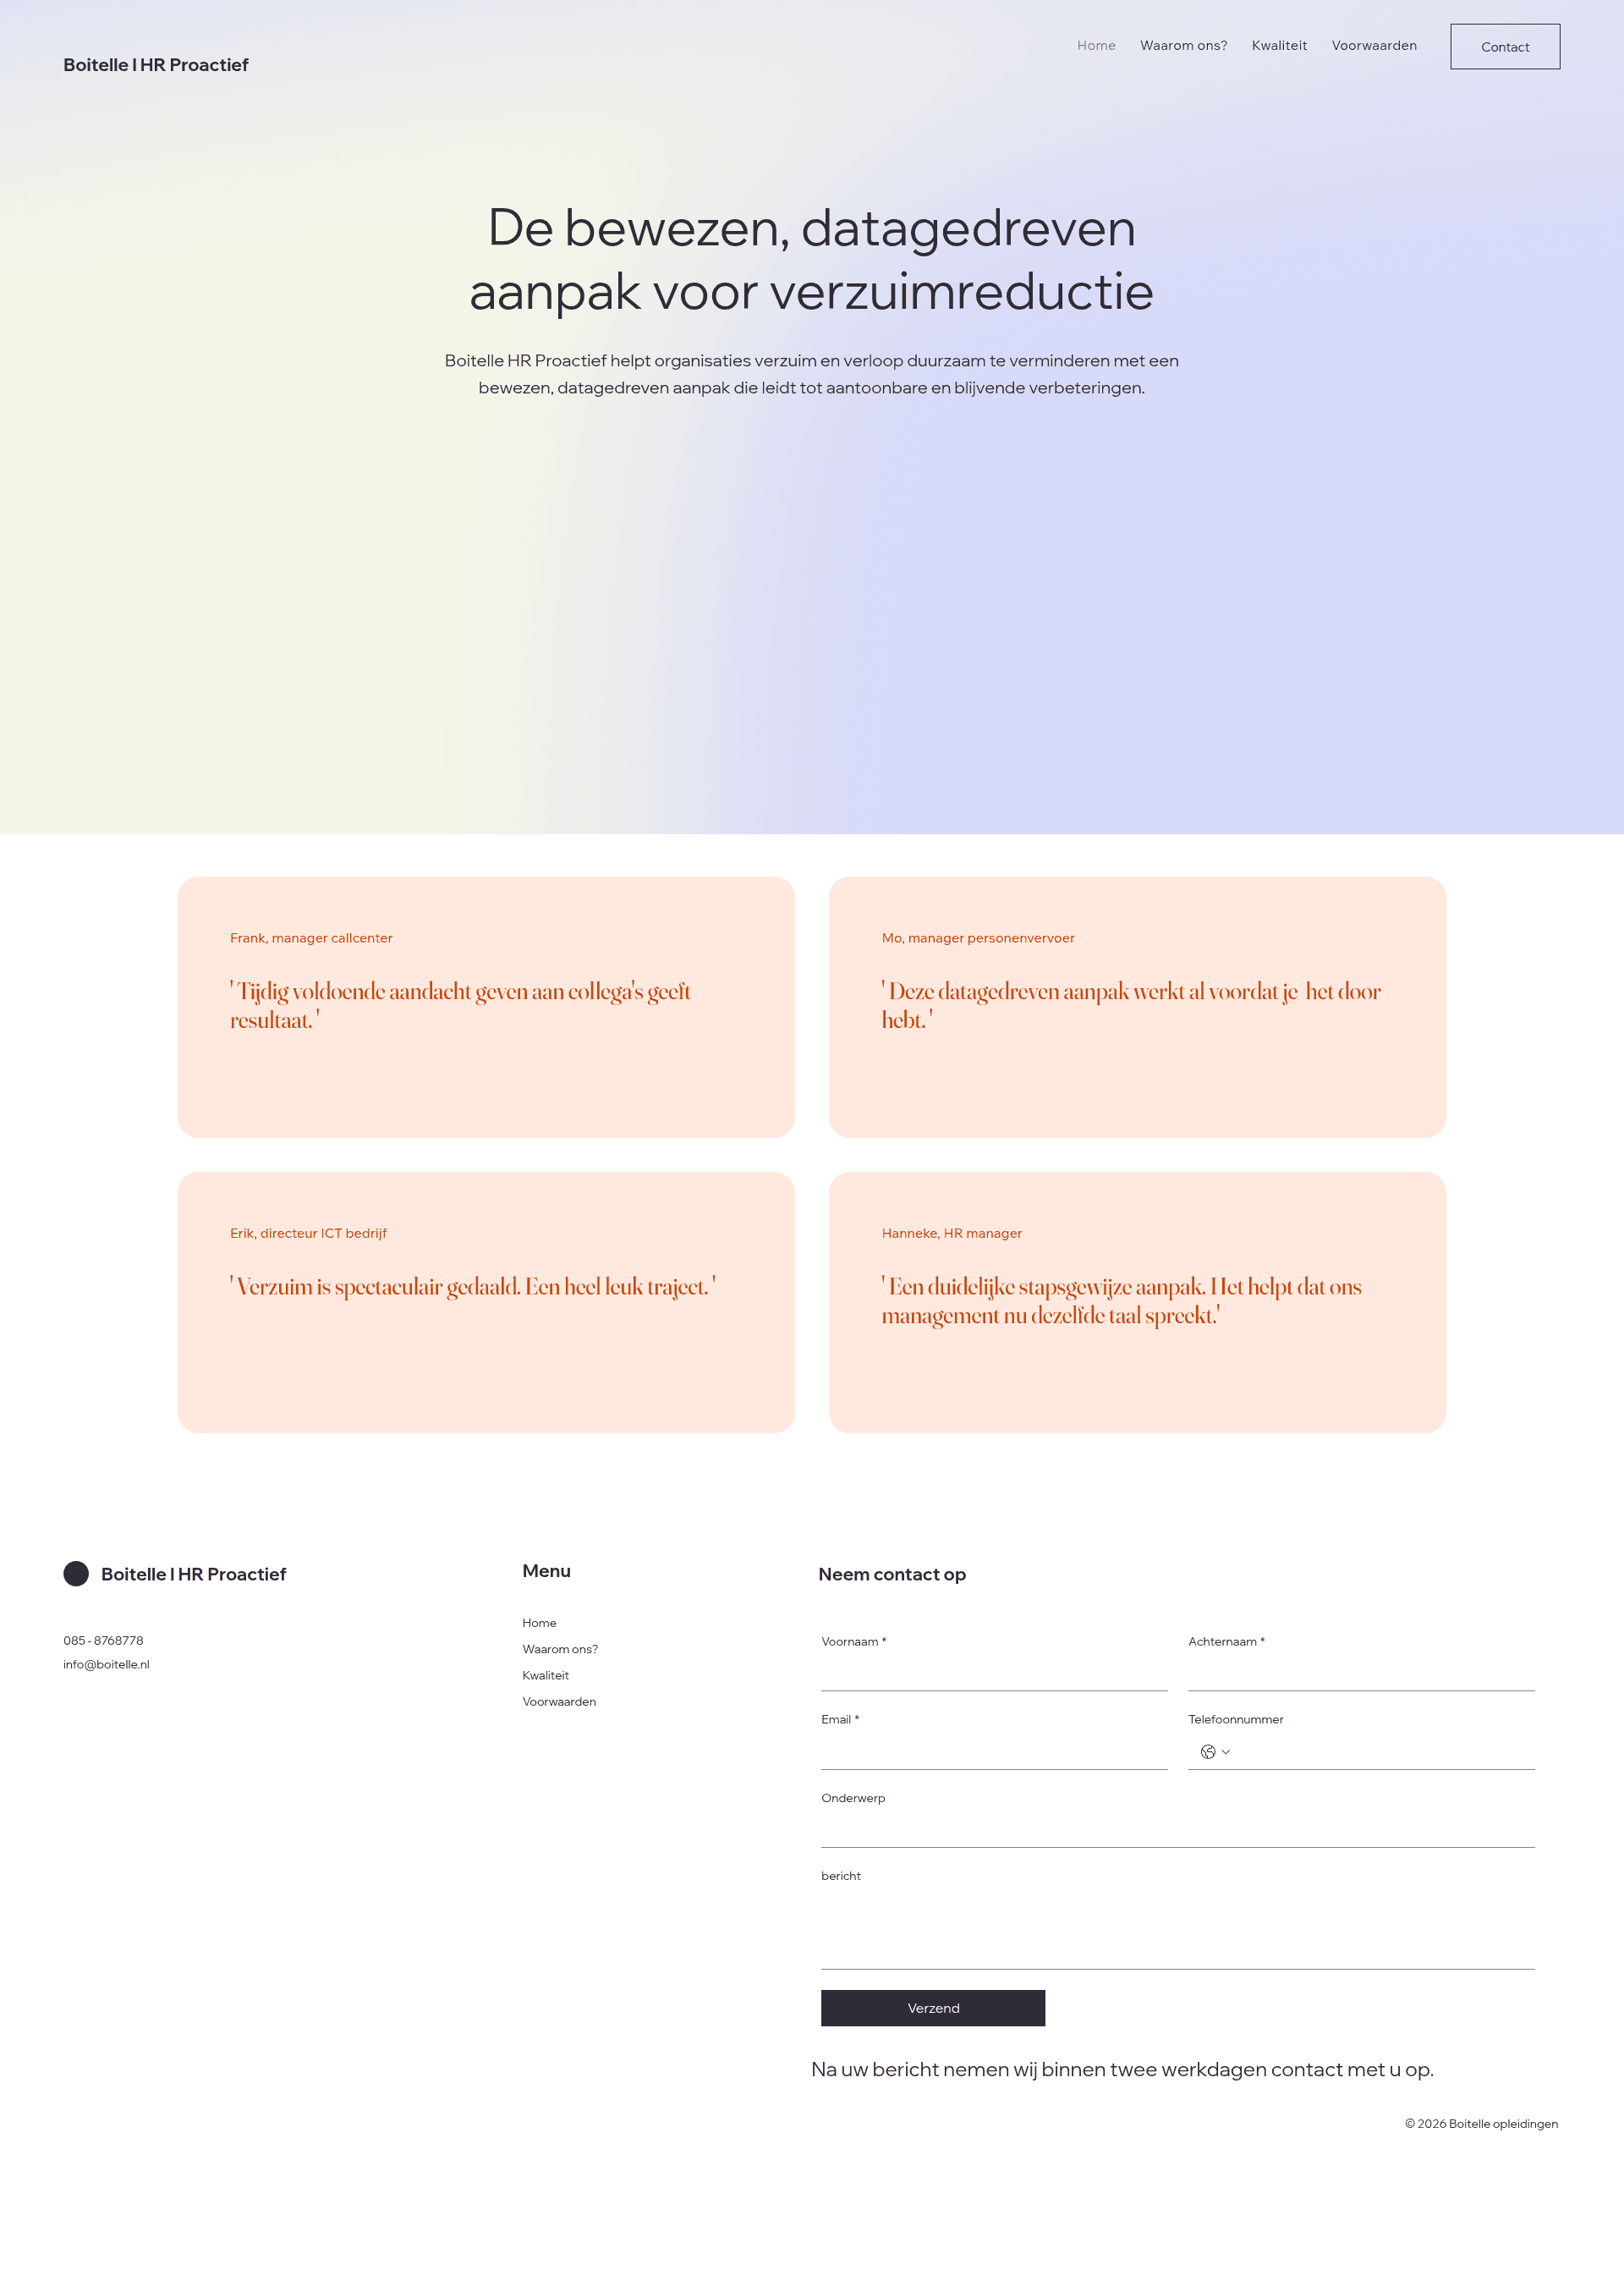 Boitelle l HR Proactief
Home
Waarom ons?
Kwaliteit
Voorwaarden
Contact
De bewezen, datagedreven
aanpak voor verzuimreductie
Boitelle HR Proactief helpt organisaties verzuim en verloop duurzaam te verminderen met een
bewezen, datagedreven aanpak die leidt tot aantoonbare en blijvende verbeteringen.
Frank, manager callcenter
' Tijdig voldoende aandacht geven aan collega's geeft
resultaat. '
Mo, manager personenvervoer
' Deze datagedreven aanpak werkt al voordat je  het door
hebt. '
Erik, directeur ICT bedrijf
' Verzuim is spectaculair gedaald. Een heel leuk traject. '
Hanneke, HR manager
' Een duidelijke stapsgewijze aanpak. Het helpt dat ons
management nu dezelfde taal spreekt.'
Boitelle l HR Proactief
085 - 8768778
info@boitelle.nl
Menu
Home
Waarom ons?
Kwaliteit
Voorwaarden
Neem contact op
Voornaam *
Achternaam *
Email *
Telefoonnummer
Onderwerp
bericht
Verzend
Na uw bericht nemen wij binnen twee werkdagen contact met u op.
© 2026 Boitelle opleidingen